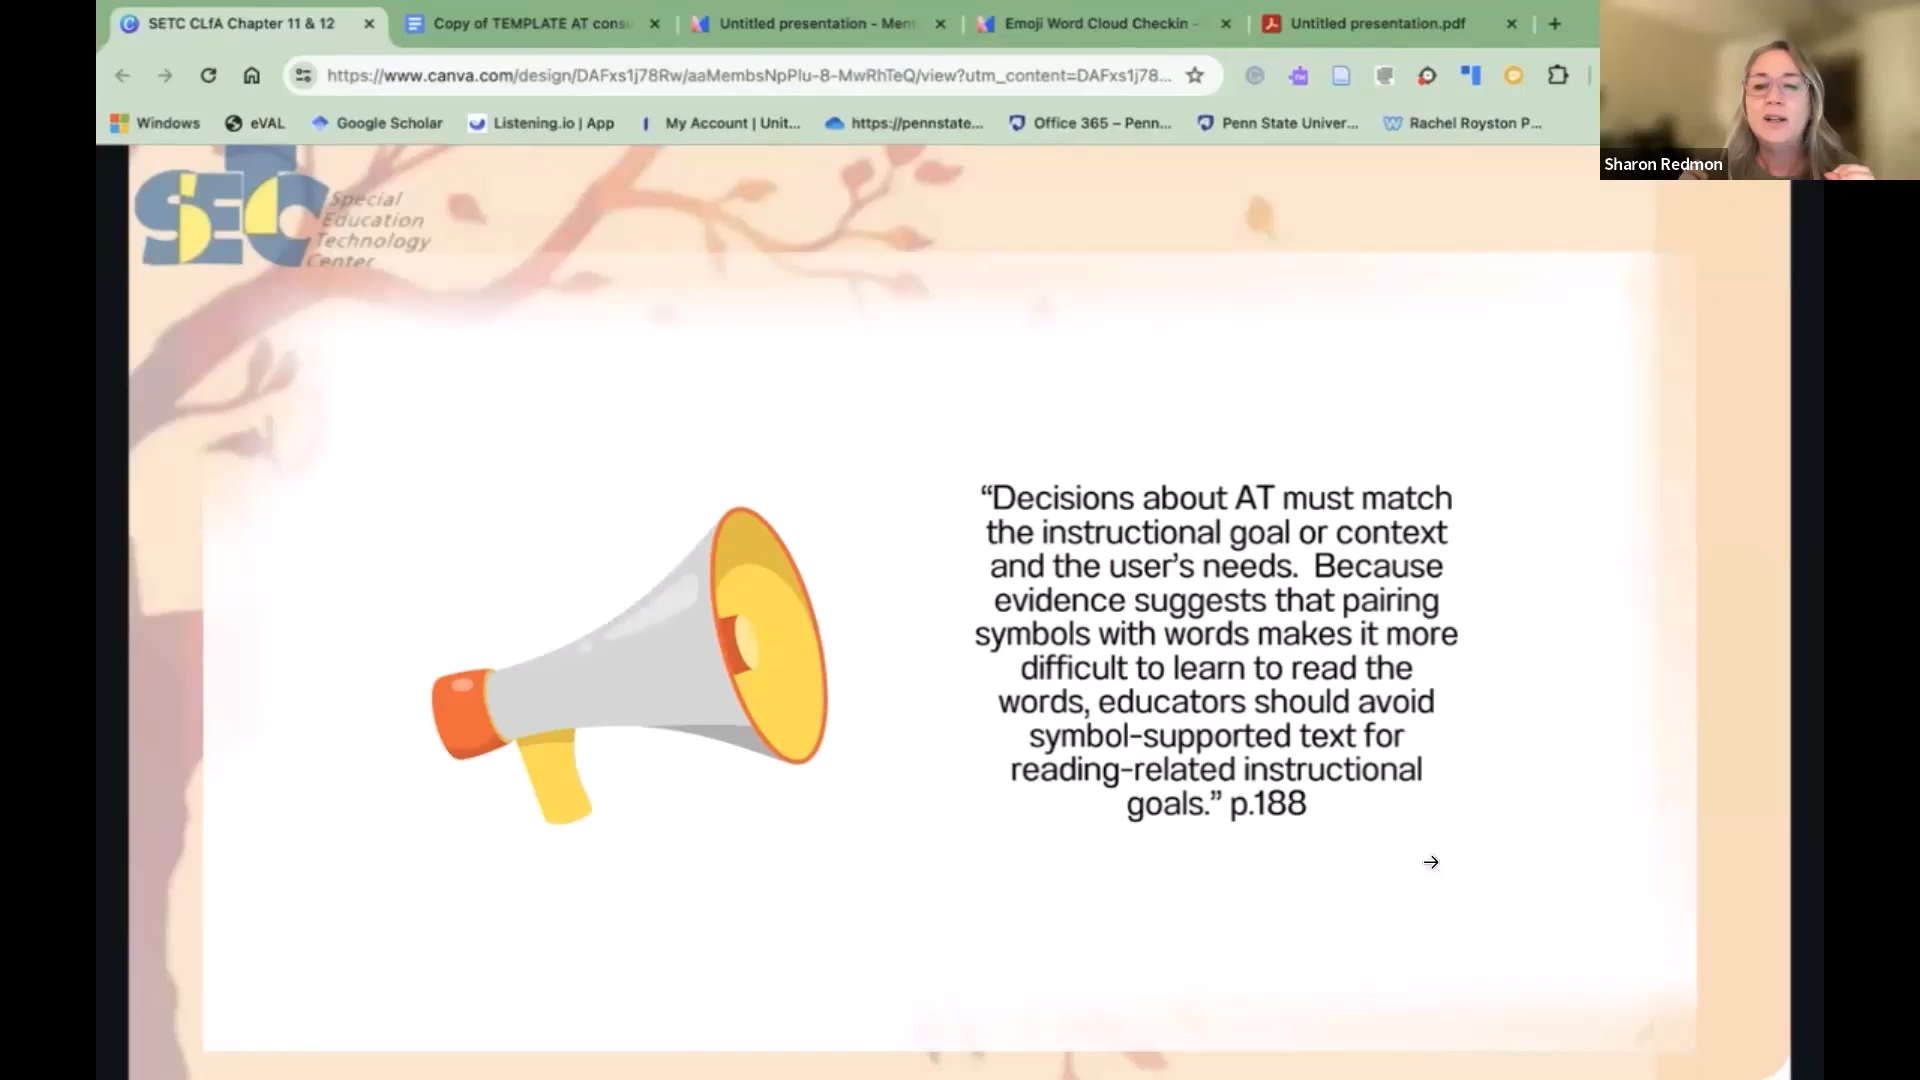 SETC CLfA Chapter 11 & 12
Copy of TEMPLATE AT cons
Untitled presentation - Men
Emoji Word Cloud Checkin -
Untitled presentation.pdf
https://www.canva.com/design/DAFxs1j78Rw/aaMembsNpPlu-8-MwRhTeQ/view?utm_content=DAFxs1j78...
Windows
eVAL
Google Scholar
Listening.io | App
My Account | Unit...
https://pennstate...
Office 365 – Penn...
Penn State Univer...
Rachel Royston P...
Sharon Redmon
SETC
Special
Education
Technology
Center
“Decisions about AT must match
the instructional goal or context
and the user’s needs.  Because
evidence suggests that pairing
symbols with words makes it more
difficult to learn to read the
words, educators should avoid
symbol-supported text for
reading-related instructional
goals.” p.188